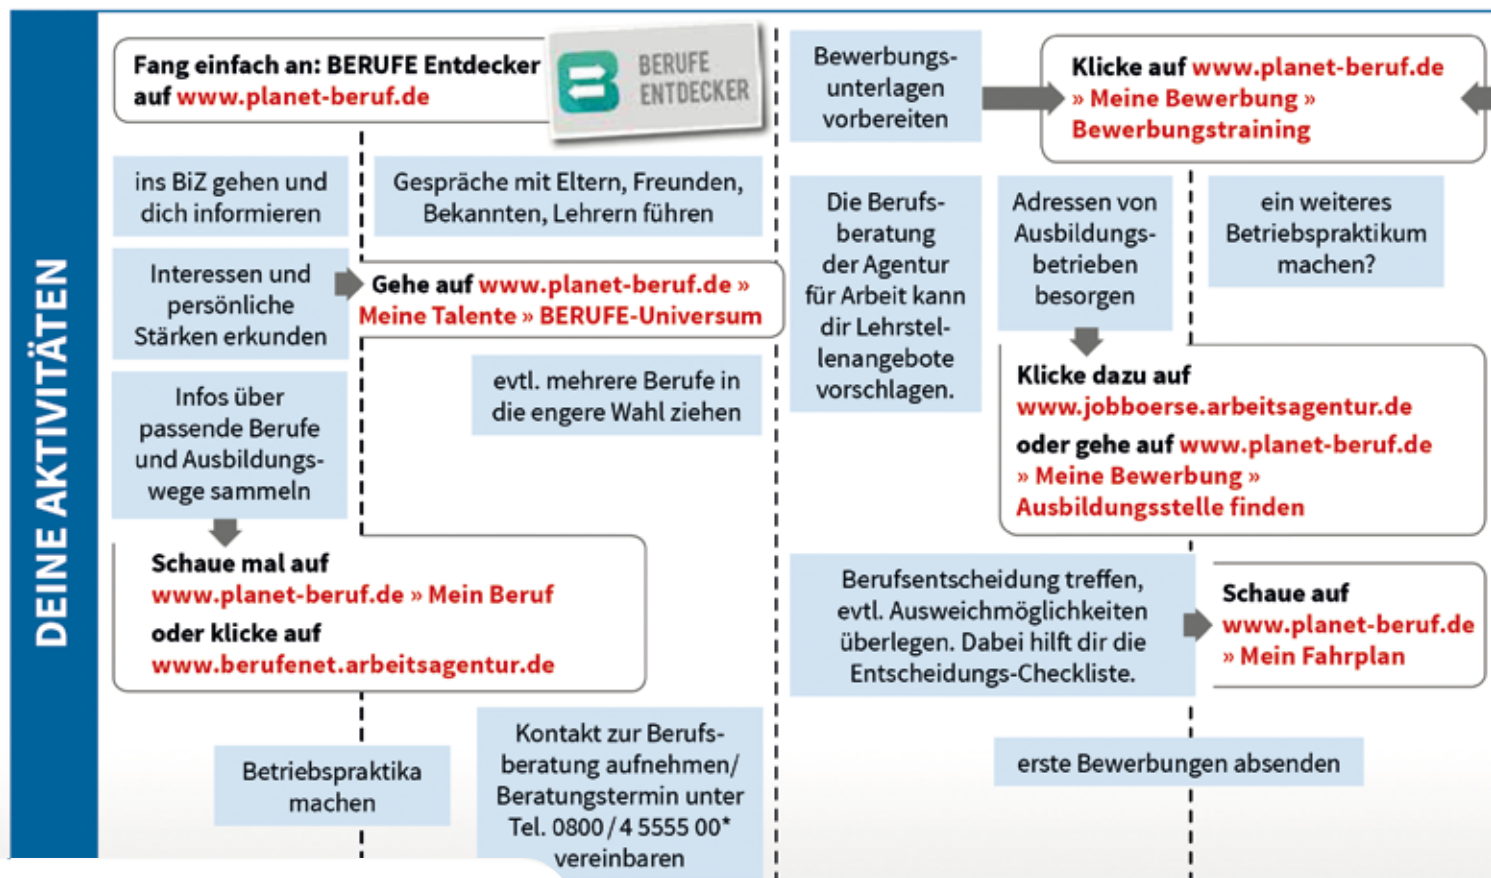 DEINE AKTIVITÄTEN
Fang einfach an: BERUFE Entdecker
auf www.planet-beruf.de
BERUFE
ENTDECKER
ins BiZ gehen und
dich informieren
Gespräche mit Eltern, Freunden,
Bekannten, Lehrern führen
Interessen und
persönliche
Stärken erkunden
Gehe auf www.planet-beruf.de »
Meine Talente » BERUFE-Universum
Infos über
passende Berufe
und Ausbildungs-
wege sammeln
evtl. mehrere Berufe in
die engere Wahl ziehen
Schaue mal auf
www.planet-beruf.de » Mein Beruf
oder klicke auf
www.berufenet.arbeitsagentur.de
Betriebspraktika
machen
Kontakt zur Berufs-
beratung aufnehmen/
Beratungstermin unter
Tel. 0800 / 4 5555 00*
vereinbaren
Bewerbungs-
unterlagen
vorbereiten
Klicke auf www.planet-beruf.de
» Meine Bewerbung »
Bewerbungstraining
Die Berufs-
beratung
der Agentur
für Arbeit kann
dir Lehrstel-
lenangebote
vorschlagen.
Adressen von
Ausbildungs-
betrieben
besorgen
ein weiteres
Betriebspraktikum
machen?
Klicke dazu auf
www.jobboerse.arbeitsagentur.de
oder gehe auf www.planet-beruf.de
» Meine Bewerbung »
Ausbildungsstelle finden
Berufsentscheidung treffen,
evtl. Ausweichmöglichkeiten
überlegen. Dabei hilft dir die
Entscheidungs-Checkliste.
Schaue auf
www.planet-beruf.de
» Mein Fahrplan
erste Bewerbungen absenden